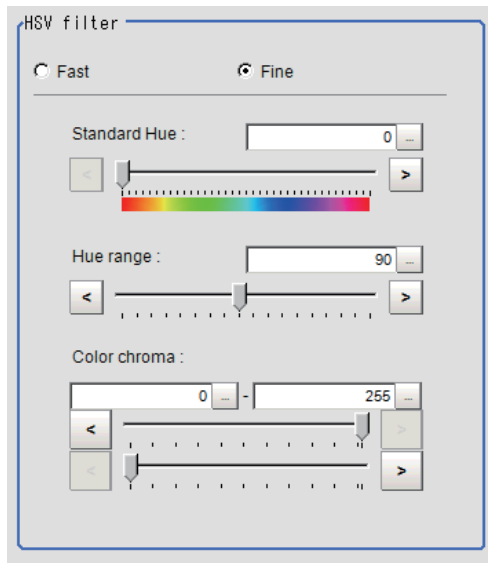 HSV filter
Fast Fine
Standard Hue : 0 ...
< >
Hue range : 90 ...
< >
Color chroma :
0 ... - 255 ...
< >
< >